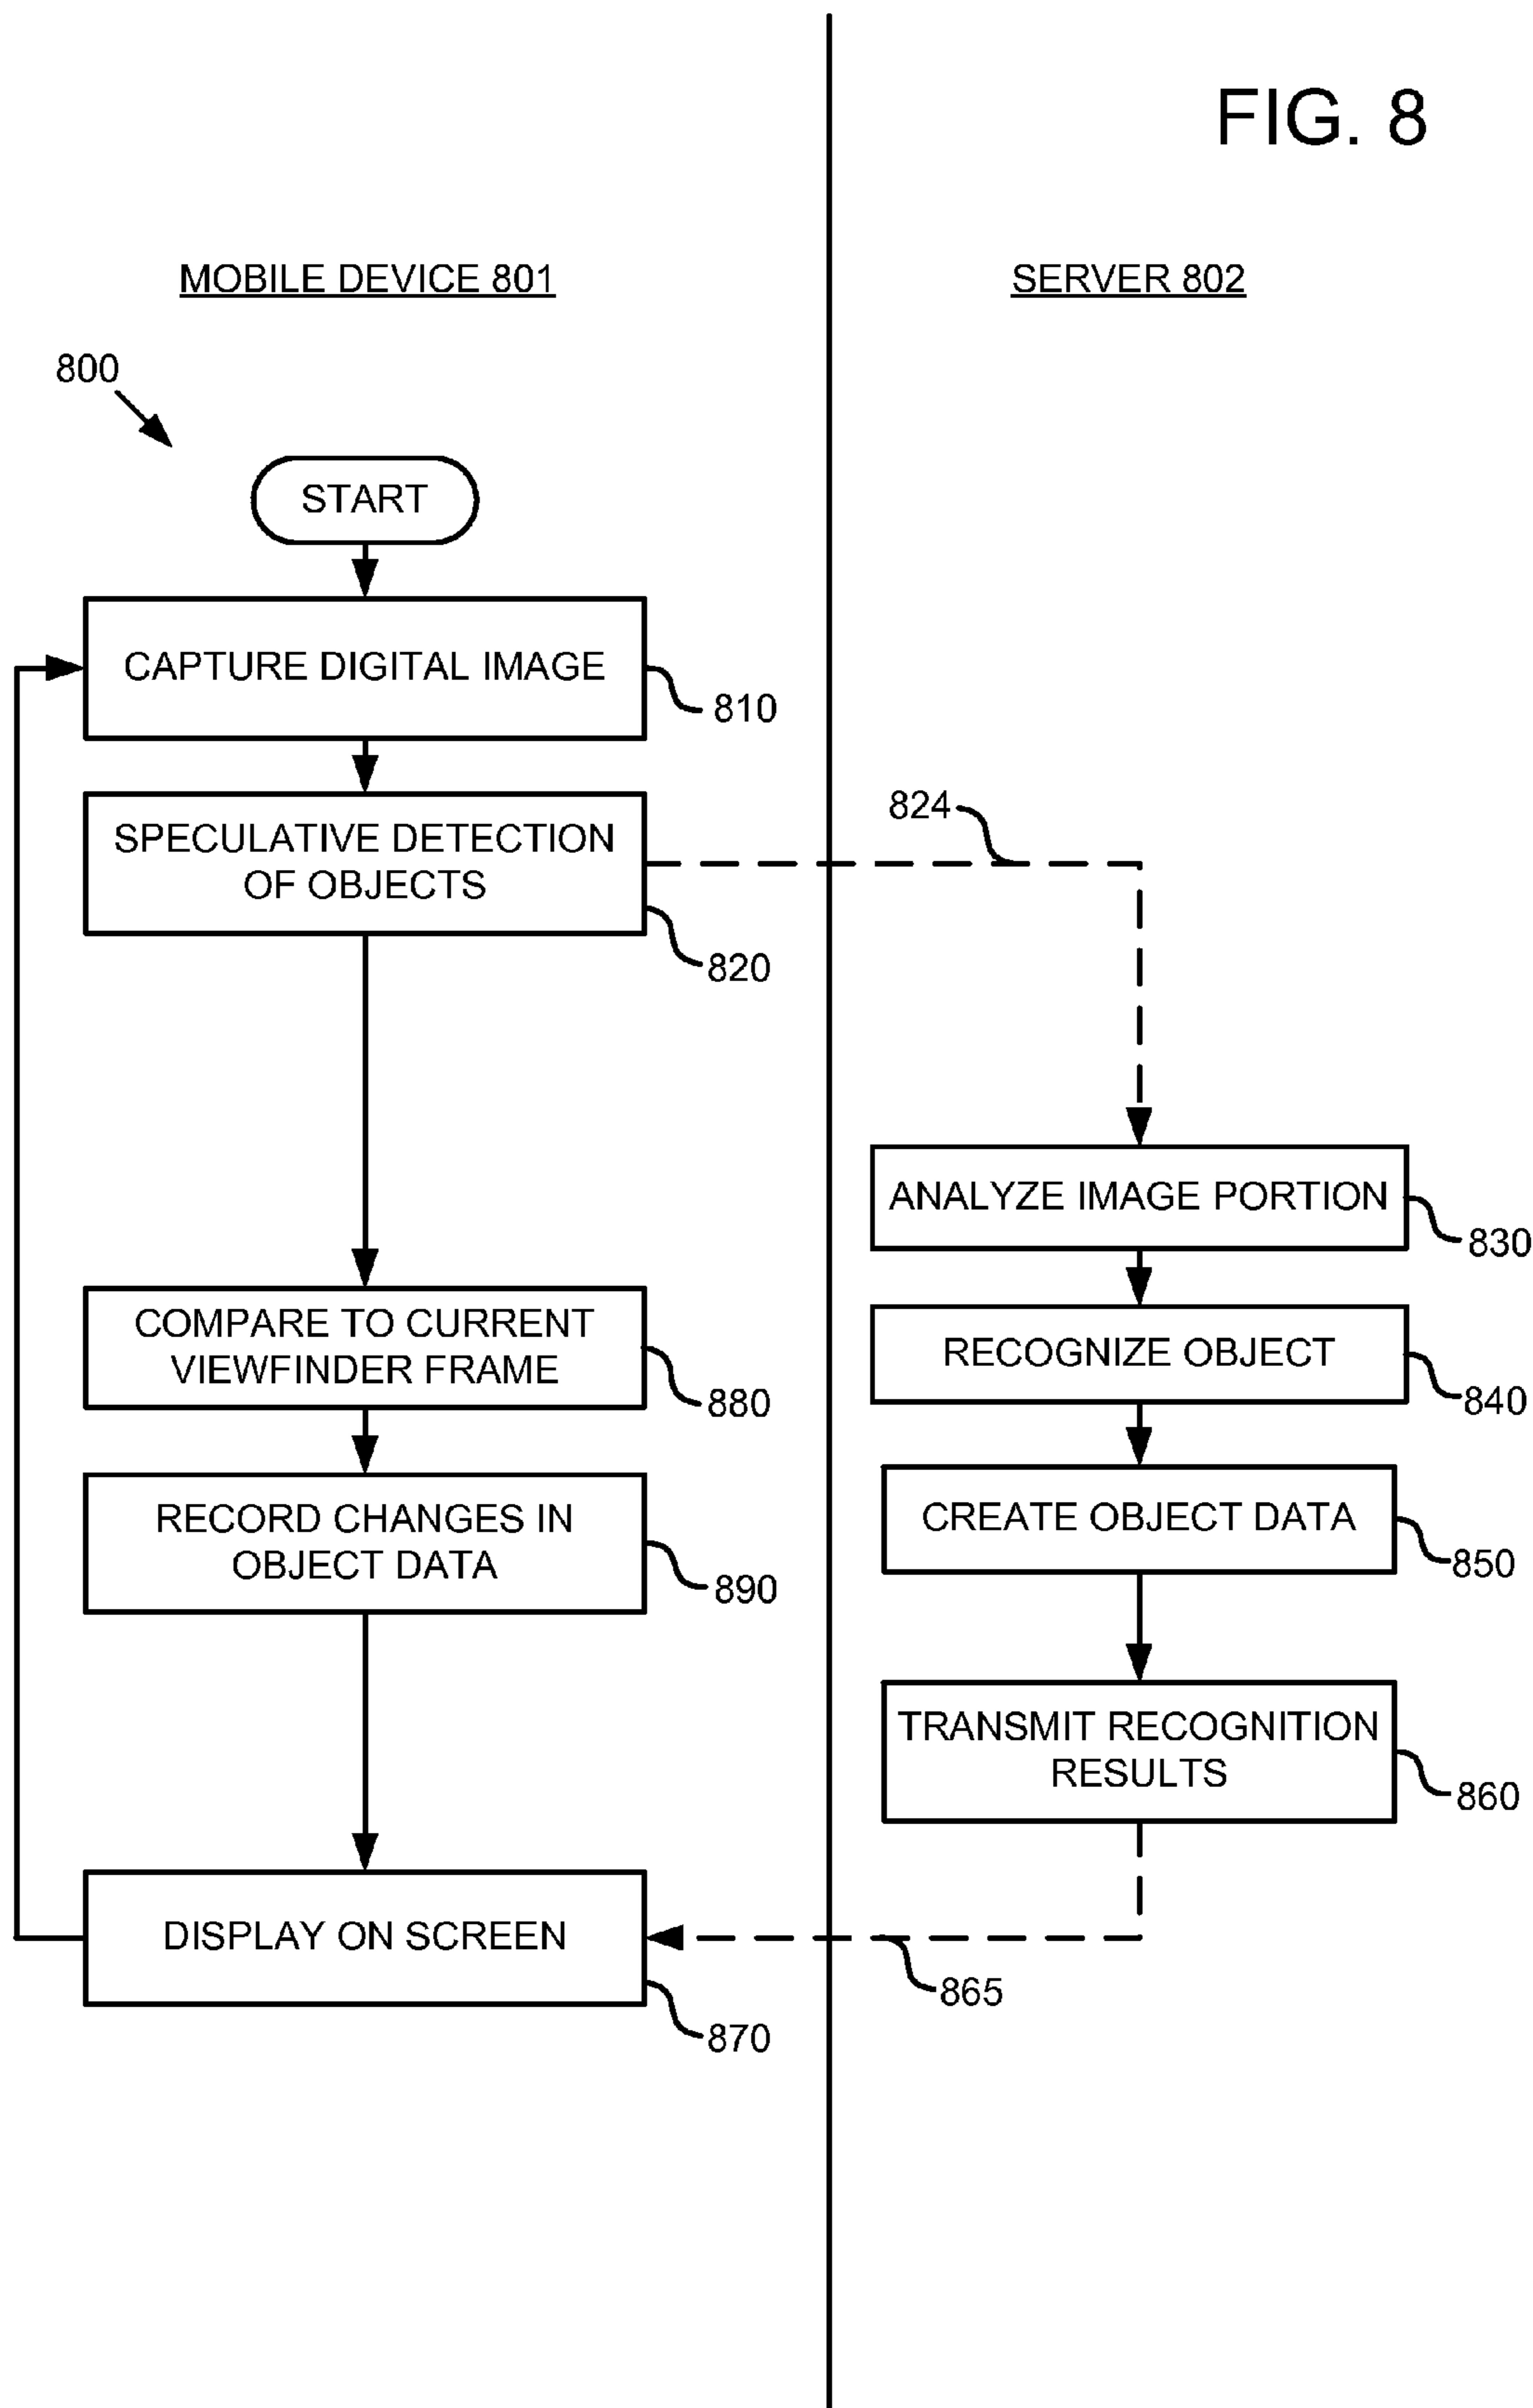 FIG. 8
MOBILE DEVICE 801
SERVER 802
800
START
CAPTURE DIGITAL IMAGE
810
SPECULATIVE DETECTION
OF OBJECTS
820
824
ANALYZE IMAGE PORTION
830
COMPARE TO CURRENT
VIEWFINDER FRAME
880
RECOGNIZE OBJECT
840
RECORD CHANGES IN
OBJECT DATA
890
CREATE OBJECT DATA
850
TRANSMIT RECOGNITION
RESULTS
860
DISPLAY ON SCREEN
865
870